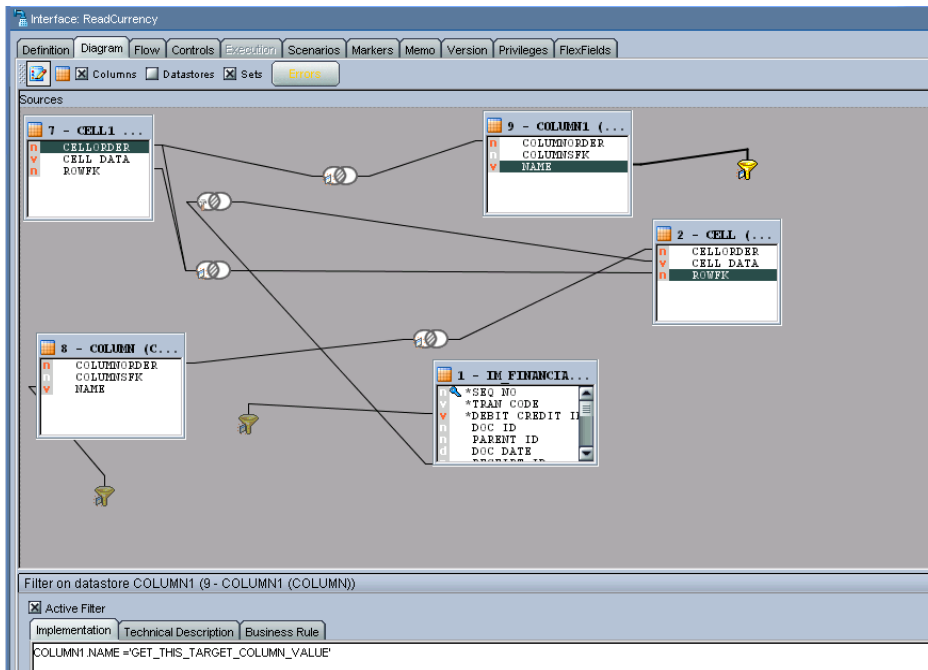 Interface: ReadCurrency
Definition Diagram Flow Controls Execution Scenarios Markers Memo Version Privileges FlexFields
Columns Datastores Sets Errors
Sources
7 - CELL1 ...
n CELLORDER
v CELL DATA
n ROWFK
9 - COLUMN1 (...
n COLUMNORDER
n COLUMNSFK
v NAME
2 - CELL (...
n CELLORDER
v CELL DATA
n ROWFK
8 - COLUMN (C...
n COLUMNORDER
n COLUMNSFK
v NAME
1 - IM_FINANCIA...
n *SEQ NO
v *TRAN CODE
v *DEBIT CREDIT I
n DOC ID
n PARENT ID
d DOC DATE
Filter on datastore COLUMN1 (9 - COLUMN1 (COLUMN))
Active Filter
Implementation Technical Description Business Rule
COLUMN1.NAME ='GET_THIS_TARGET_COLUMN_VALUE'